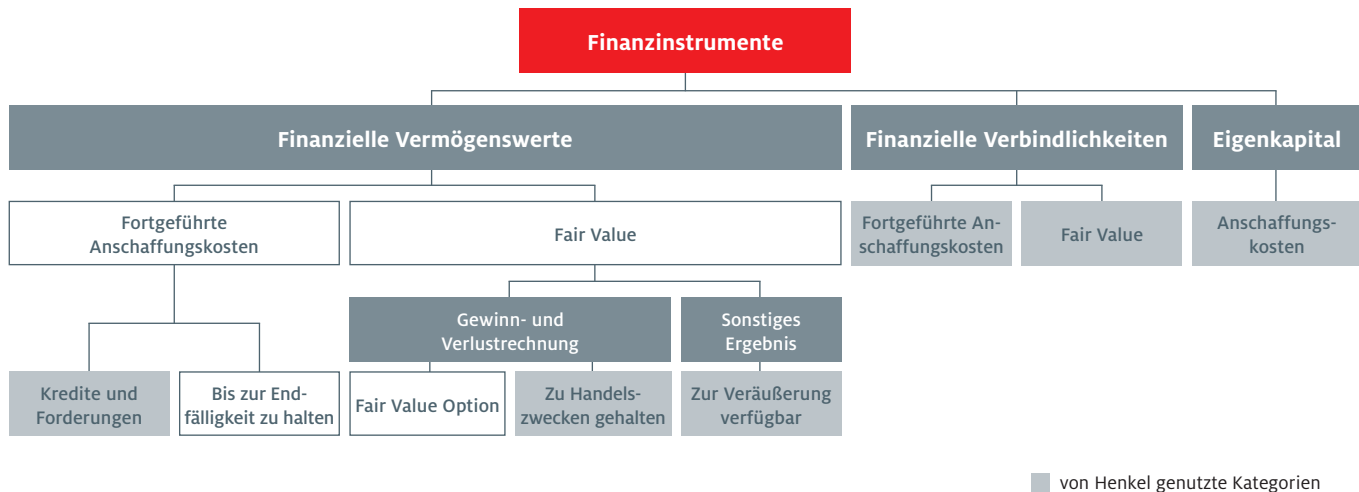 Finanzinstrumente
Finanzielle Vermögenswerte
Finanzielle Verbindlichkeiten
Eigenkapital
Fortgeführte
Anschaffungskosten
Fair Value
Fortgeführte An-
schaffungskosten
Fair Value
Anschaffungs-
kosten
Gewinn- und
Verlustrechnung
Sonstiges
Ergebnis
Kredite und
Forderungen
Bis zur End-
fälligkeit zu halten
Fair Value Option
Zu Handels-
zwecken gehalten
Zur Veräußerung
verfügbar
von Henkel genutzte Kategorien